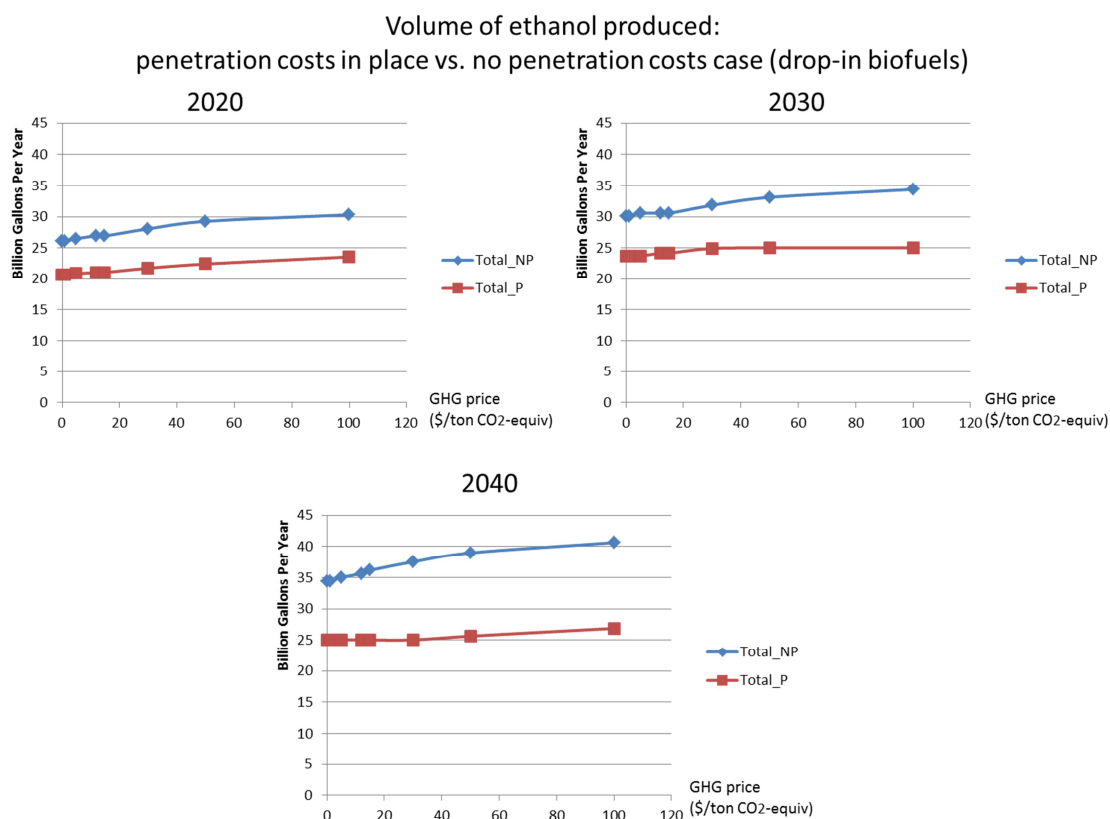 Volume of ethanol produced:
penetration costs in place vs. no penetration costs case (drop-in biofuels)
2020
Billion Gallons Per Year
45
40
35
30
25
20
15
10
5
0
0 20 40 60 80 100 120
GHG price
($/ton CO2-equiv)
Total_NP
Total_P
2030
Billion Gallons Per Year
45
40
35
30
25
20
15
10
5
0
0 20 40 60 80 100 120
GHG price
($/ton CO2-equiv)
Total_NP
Total_P
2040
Billion Gallons Per Year
45
40
35
30
25
20
15
10
5
0
0 20 40 60 80 100 120
GHG price
($/ton CO2-equiv)
Total_NP
Total_P